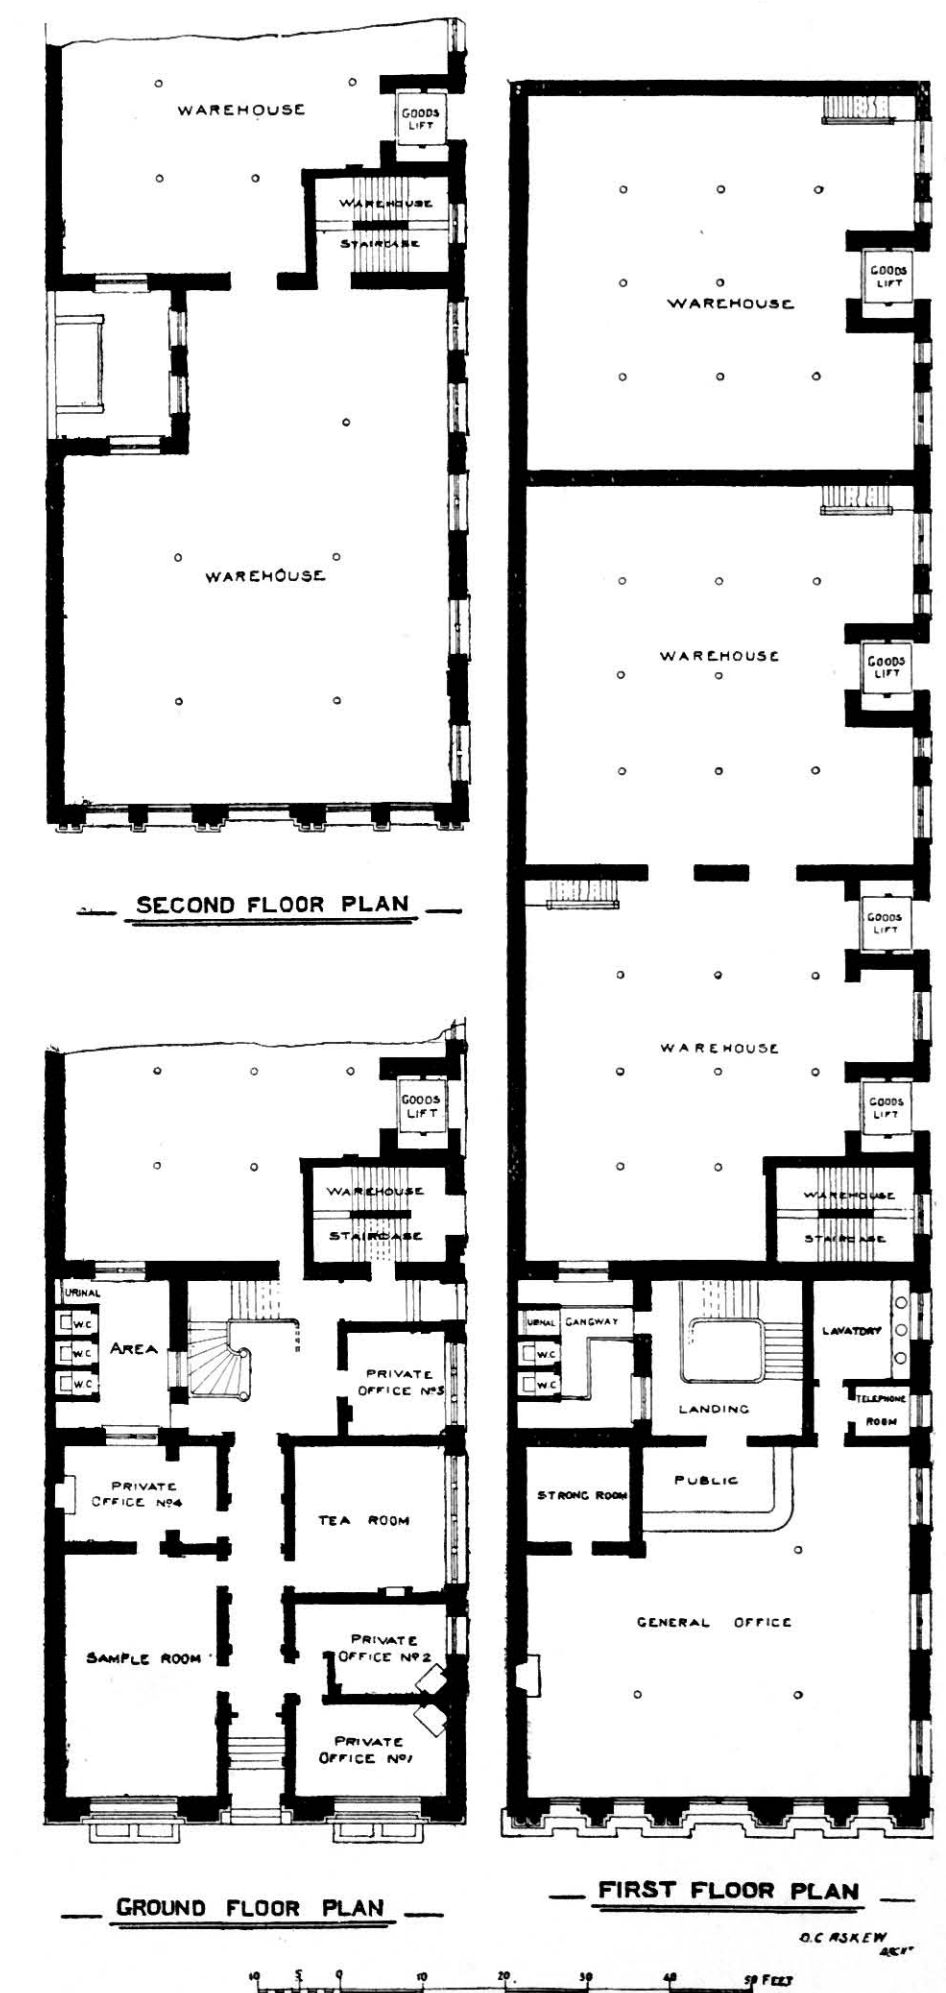 WAREHOUSE
GOODS
LIFT
WAREHOUSE
STAIRCASE
WAREHOUSE
SECOND FLOOR PLAN
GOODS
LIFT
WAREHOUSE
STAIRCASE
URINAL
W.C
W.C
W.C
AREA
PRIVATE
OFFICE Nº3
PRIVATE
OFFICE Nº4
TEA ROOM
SAMPLE ROOM
PRIVATE
OFFICE Nº2
PRIVATE
OFFICE Nº1
GROUND FLOOR PLAN
GOODS
LIFT
WAREHOUSE
WAREHOUSE
GOODS
LIFT
GOODS
LIFT
WAREHOUSE
GOODS
LIFT
WAREHOUSE
STAIRCASE
URINAL
GANGWAY
W.C
W.C
LAVATORY
LANDING
TELEPHONE
ROOM
PUBLIC
STRONG ROOM
GENERAL OFFICE
FIRST FLOOR PLAN
D.C ASKEW
ARCHT
10 5 0 10 20 30 40 50 FEET